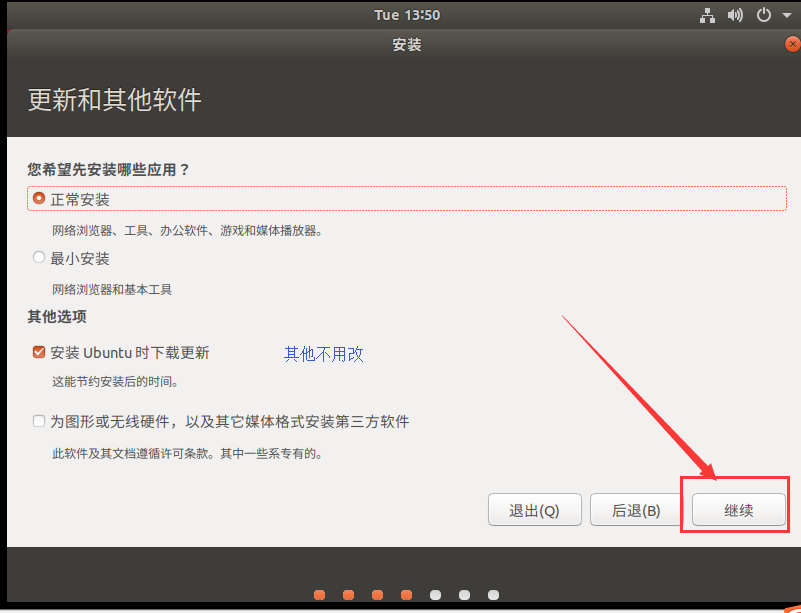 Tue 13:50
安装
更新和其他软件
您希望先安装哪些应用？
正常安装
网络浏览器、工具、办公软件、游戏和媒体播放器。
最小安装
网络浏览器和基本工具
其他选项
安装 Ubuntu 时下载更新 其他不用改
这能节约安装后的时间。
为图形或无线硬件，以及其它媒体格式安装第三方软件
此软件及其文档遵循许可条款。其中一些系专有的。
退出(Q) 后退(B) 继续